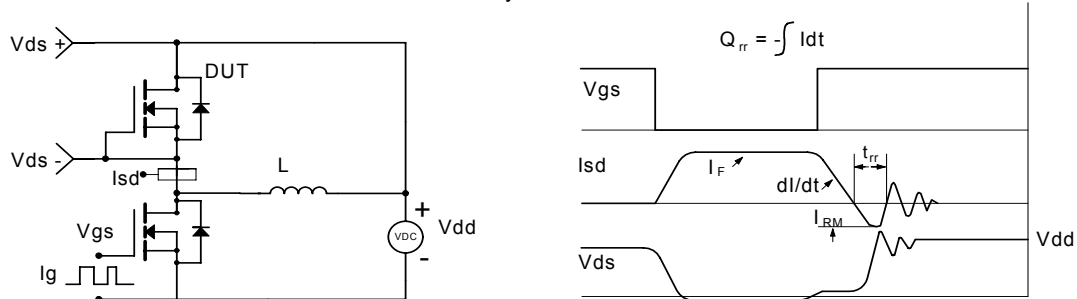 Vds +
DUT
Vds -
Isd
L
Vgs
Ig
+
VDC
-
Vdd
Q rr = -∫ Idt
Vgs
Isd
I F
dI/dt
t rr
I RM
Vds
Vdd